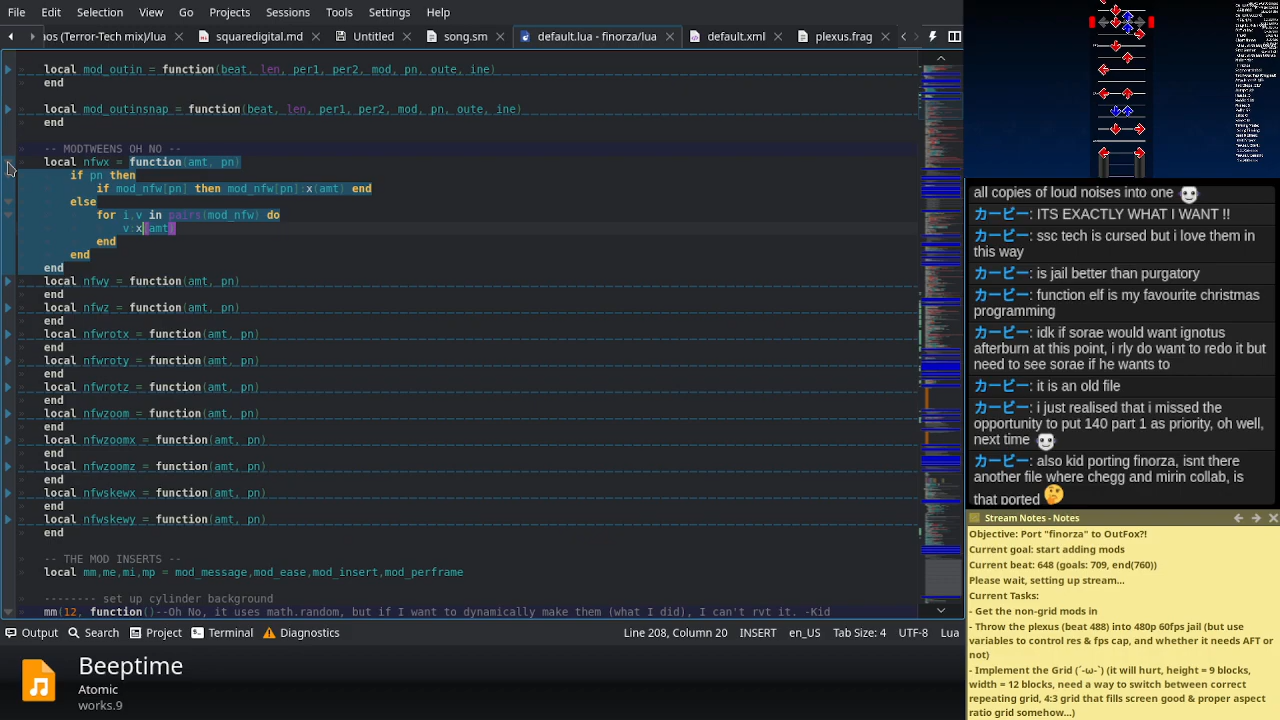 File Edit View Go Projects Sessions Tools Settings Help
aos (Terror-Tech mix)/lua squaredigital.md Untitled song.sm default.lua - finorza/lua default.xml plexus.frag
local mod_outin = function(beat, len, per1, per2, mod, pn, oute, ine)
end
local mod_outinsnap = function(beat, len, per1, per2, mod, pn, oute, ine)
end
-- MODTWEENS OH NO --
local nfwx = function(amt, pn)
if pn then
if mod_nfw[pn] then mod_nfw[pn]:x(amt) end
else
for i,v in pairs(mod_nfw) do
v:x(amt)
end
end
end
local nfwy = function(amt, pn)
end
local nfwz = function(amt, pn)
end
local nfwrotx = function(amt, pn)
end
local nfwroty = function(amt, pn)
end
local nfwrotz = function(amt, pn)
end
local nfwzoom = function(amt, pn)
end
local nfwzoomx = function(amt, pn)
end
local nfwzoomz = function(amt, pn)
end
local nfwskewx = function(amt, pn)
end
local nfwskewy = function(amt, pn)
end
-- THE MOD INSERTS --
local mm,me,mi,mp = mod_message,mod_ease,mod_insert,mod_perframe
-------- set up cylinder background
mm(12, function()--Oh No, it uses math.random, but if I want to dynamically make them (what I did), I can't rvt it. -Kid
Output Search Project Terminal Diagnostics Line 208, Column 20 INSERT en_US Tab Size: 4 UTF-8 Lua
Beeptime
Atomic
works.9
all copies of loud noises into one
カービー: ITS EXACTLY WHAT I WANT !!
カービー: ssc tech is cursed but i love them in
this way
カービー: is jail better than purgatory
カービー: function elf is my favourite christmas
programming
カービー: idk if sorae would want ignitus
afterburn at this point, i rly do want to redo it but
need to see sorae if he wants to
カービー: it is an old file
カービー: i just realised that i missed the
opportunity to put 140 part 1 as priority, oh well,
next time
カービー: also kid porting finorza, isnt there
another file where chegg and mirin collab, is
that ported
Stream Notes - Notes
Objective: Port "finorza" to OutFox?!
Current goal: start adding mods
Current beat: 648 (goals: 709, end(760))
Please wait, setting up stream...
Current Tasks:
- Get the non-grid mods in
- Throw the plexus (beat 488) into 480p 60fps jail (but use
variables to control res & fps cap, and whether it needs AFT or
not)
- Implement the Grid (´-ω-`) (it will hurt, height = 9 blocks,
width = 12 blocks, need a way to switch between correct
repeating grid, 4:3 grid that fills screen good & proper aspect
ratio grid somehow...)